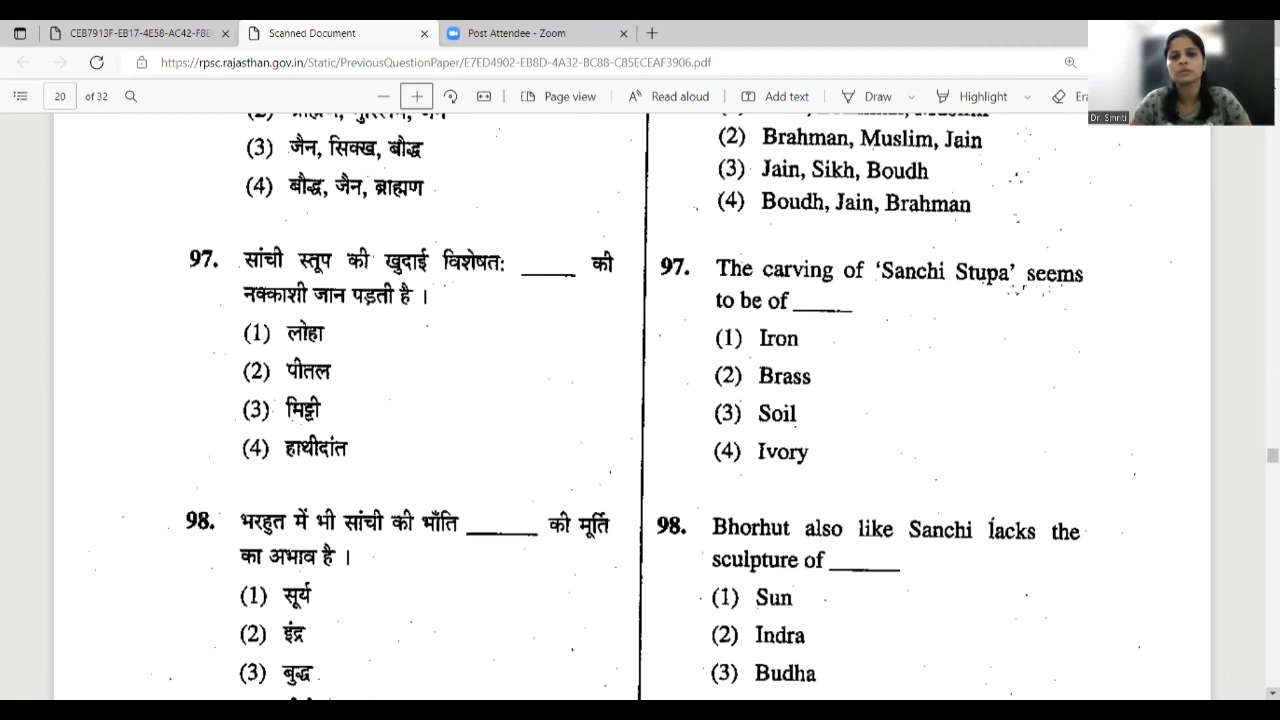 CEB7913F-EB17-4E58-AC42-F8E
Scanned Document
Post Attendee - Zoom
https://rpsc.rajasthan.gov.in/Static/PreviousQuestionPaper/E7ED4902-EB8D-4A32-BC88-C85ECEAF3906.pdf
20 of 32
Page view
Read aloud
Add text
Draw
Highlight
Era
Dr. Smriti
(3) जैन, सिक्ख, बौद्ध
(4) बौद्ध, जैन, ब्राह्मण
97. सांची स्तूप की खुदाई विशेषतः _____ की
नक्काशी जान पड़ती है ।
(1) लोहा
(2) पीतल
(3) मिट्टी
(4) हाथीदांत
98. भरहुत में भी सांची की भाँति _____ की मूर्ति
का अभाव है ।
(1) सूर्य
(2) इंद्र
(3) बुद्ध
(2) Brahman, Muslim, Jain
(3) Jain, Sikh, Boudh
(4) Boudh, Jain, Brahman
97. The carving of ‘Sanchi Stupa’ seems
to be of _____
(1) Iron
(2) Brass
(3) Soil
(4) Ivory
98. Bhorhut also like Sanchi lacks the
sculpture of _____
(1) Sun
(2) Indra
(3) Budha